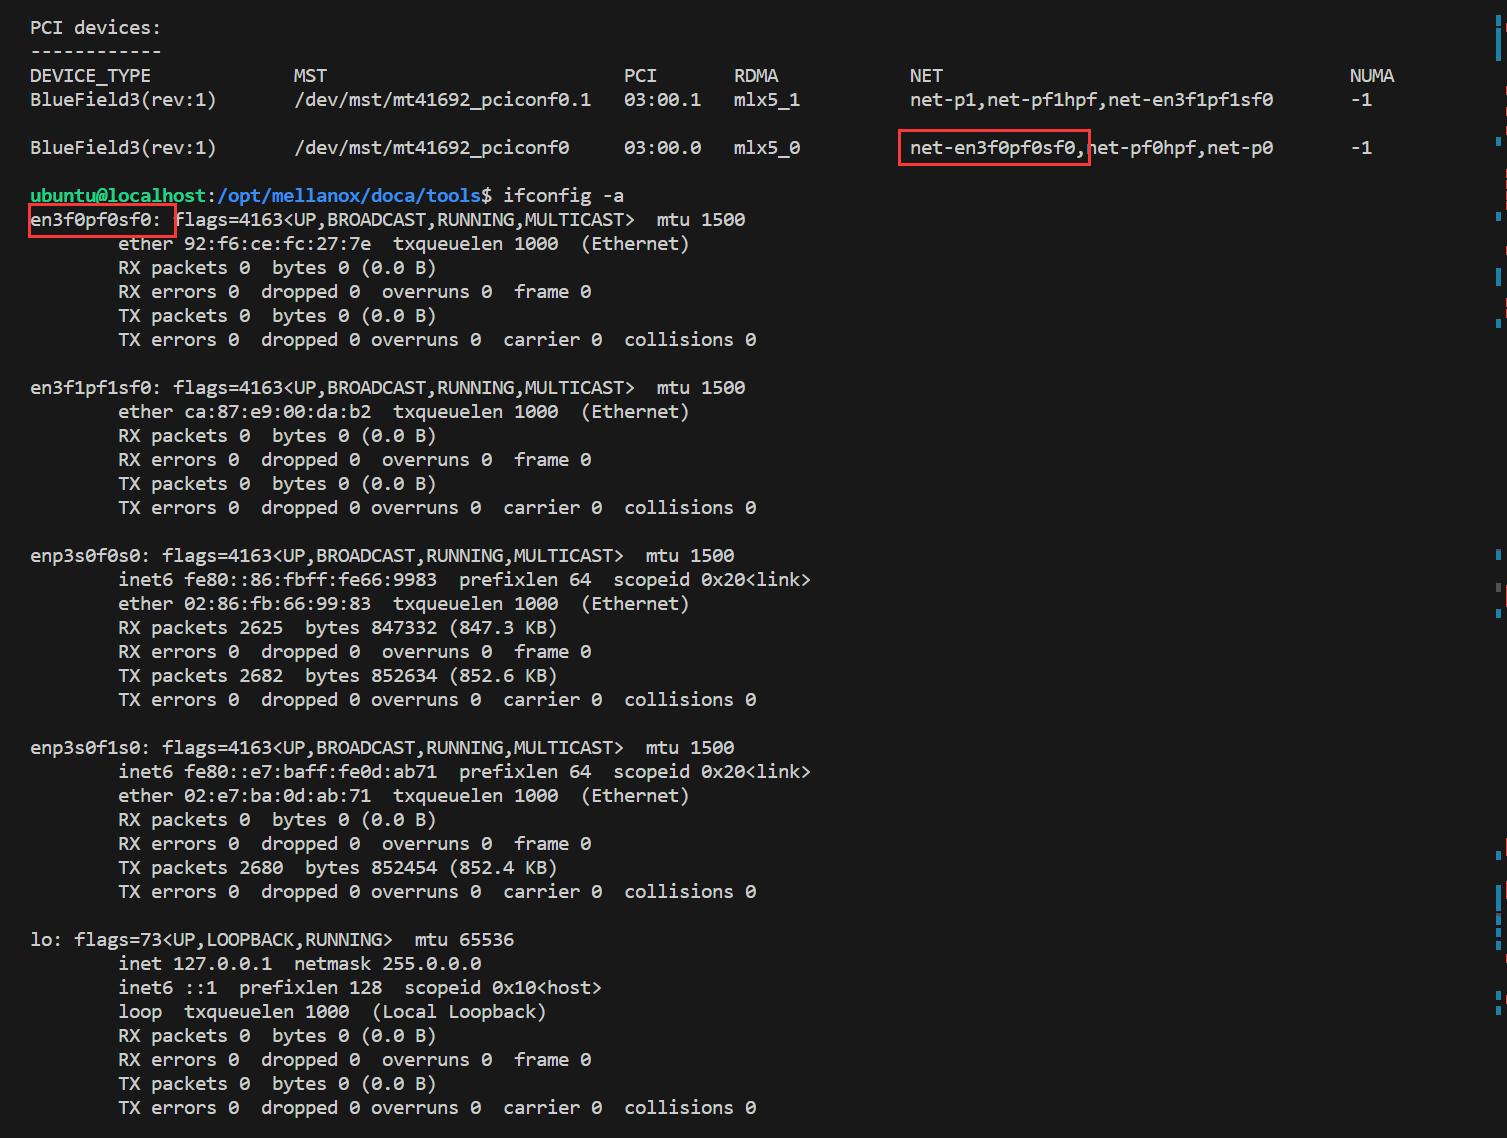 PCI devices:
------------
DEVICE_TYPE             MST                           PCI       RDMA            NET                                     NUMA
BlueField3(rev:1)       /dev/mst/mt41692_pciconf0.1   03:00.1   mlx5_1          net-p1,net-pf1hpf,net-en3f1pf1sf0       -1
BlueField3(rev:1)       /dev/mst/mt41692_pciconf0     03:00.0   mlx5_0          net-en3f0pf0sf0,net-pf0hpf,net-p0       -1
ubuntu@localhost:/opt/mellanox/doca/tools$ ifconfig -a
en3f0pf0sf0: flags=4163<UP,BROADCAST,RUNNING,MULTICAST>  mtu 1500
        ether 92:f6:ce:fc:27:7e  txqueuelen 1000  (Ethernet)
        RX packets 0  bytes 0 (0.0 B)
        RX errors 0  dropped 0  overruns 0  frame 0
        TX packets 0  bytes 0 (0.0 B)
        TX errors 0  dropped 0 overruns 0  carrier 0  collisions 0
en3f1pf1sf0: flags=4163<UP,BROADCAST,RUNNING,MULTICAST>  mtu 1500
        ether ca:87:e9:00:da:b2  txqueuelen 1000  (Ethernet)
        RX packets 0  bytes 0 (0.0 B)
        RX errors 0  dropped 0  overruns 0  frame 0
        TX packets 0  bytes 0 (0.0 B)
        TX errors 0  dropped 0 overruns 0  carrier 0  collisions 0
enp3s0f0s0: flags=4163<UP,BROADCAST,RUNNING,MULTICAST>  mtu 1500
        inet6 fe80::86:fbff:fe66:9983  prefixlen 64  scopeid 0x20<link>
        ether 02:86:fb:66:99:83  txqueuelen 1000  (Ethernet)
        RX packets 2625  bytes 847332 (847.3 KB)
        RX errors 0  dropped 0  overruns 0  frame 0
        TX packets 2682  bytes 852634 (852.6 KB)
        TX errors 0  dropped 0 overruns 0  carrier 0  collisions 0
enp3s0f1s0: flags=4163<UP,BROADCAST,RUNNING,MULTICAST>  mtu 1500
        inet6 fe80::e7:baff:fe0d:ab71  prefixlen 64  scopeid 0x20<link>
        ether 02:e7:ba:0d:ab:71  txqueuelen 1000  (Ethernet)
        RX packets 0  bytes 0 (0.0 B)
        RX errors 0  dropped 0  overruns 0  frame 0
        TX packets 2680  bytes 852454 (852.4 KB)
        TX errors 0  dropped 0 overruns 0  carrier 0  collisions 0
lo: flags=73<UP,LOOPBACK,RUNNING>  mtu 65536
        inet 127.0.0.1  netmask 255.0.0.0
        inet6 ::1  prefixlen 128  scopeid 0x10<host>
        loop  txqueuelen 1000  (Local Loopback)
        RX packets 0  bytes 0 (0.0 B)
        RX errors 0  dropped 0  overruns 0  frame 0
        TX packets 0  bytes 0 (0.0 B)
        TX errors 0  dropped 0 overruns 0  carrier 0  collisions 0